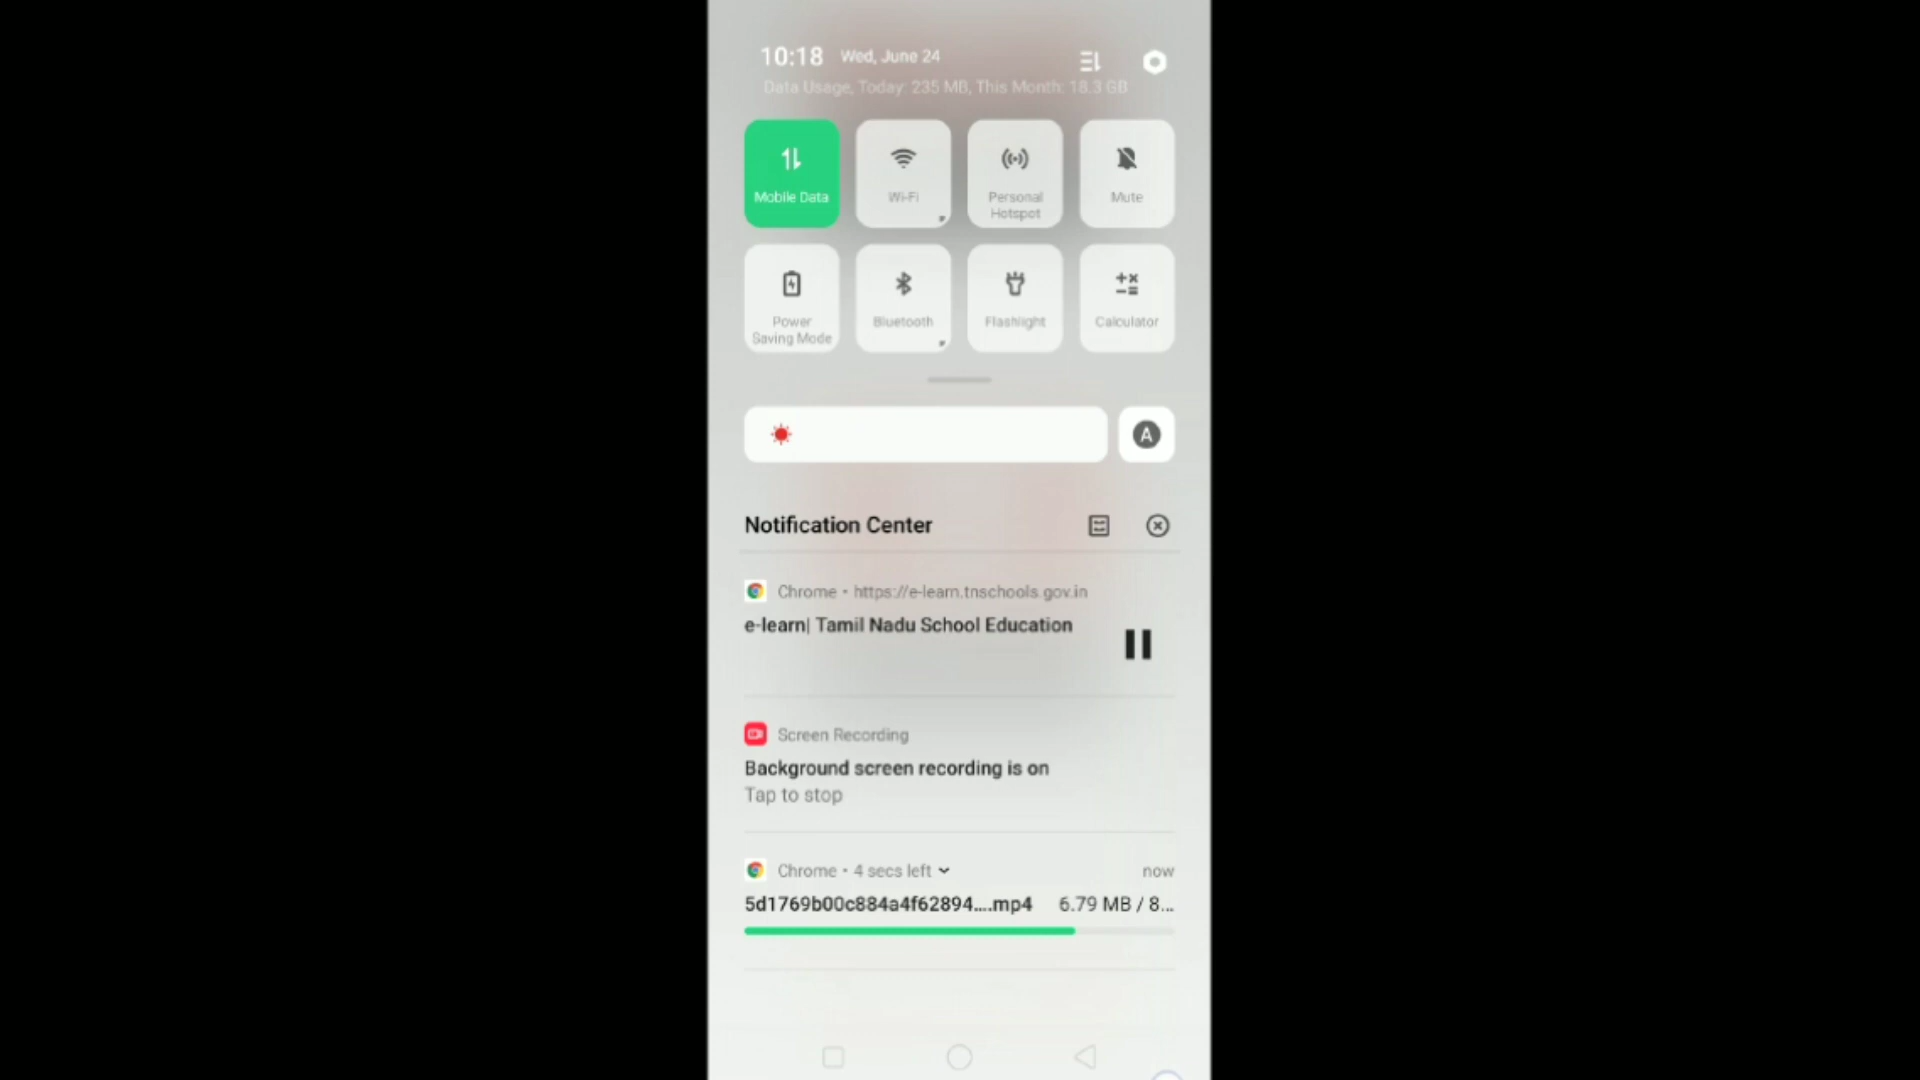 10:18 Wed, June 24
Data Usage, Today: 235 MB, This Month: 18.3 GB
Mobile Data
Wi-Fi
Personal
Hotspot
Mute
Power
Saving Mode
Bluetooth
Flashlight
Calculator
A
Notification Center
Chrome • https://e-learn.tnschools.gov.in
e-learn| Tamil Nadu School Education
Screen Recording
Background screen recording is on
Tap to stop
Chrome • 4 secs left now
5d1769b00c884a4f62894....mp4 6.79 MB / 8...